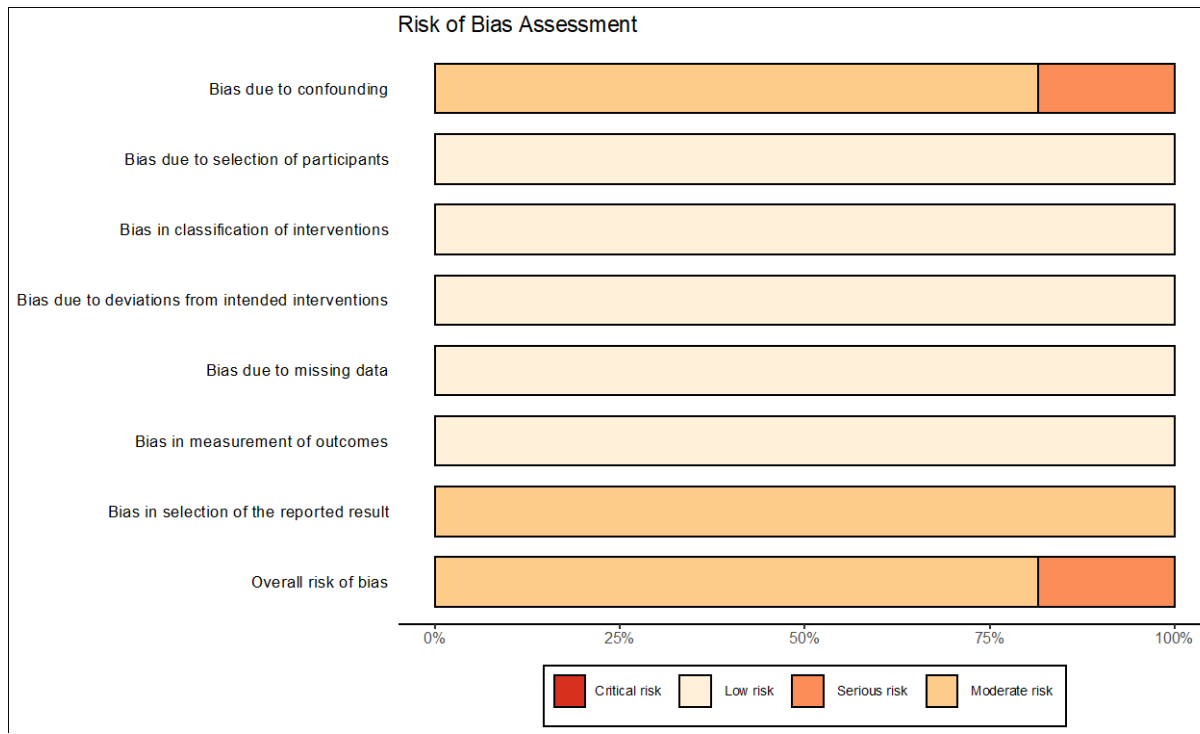 Risk of Bias Assessment
Bias due to confounding
Bias due to selection of participants
Bias in classification of interventions
Bias due to deviations from intended interventions
Bias due to missing data
Bias in measurement of outcomes
Bias in selection of the reported result
Overall risk of bias
0% 25% 50% 75% 100%
Critical risk Low risk Serious risk Moderate risk